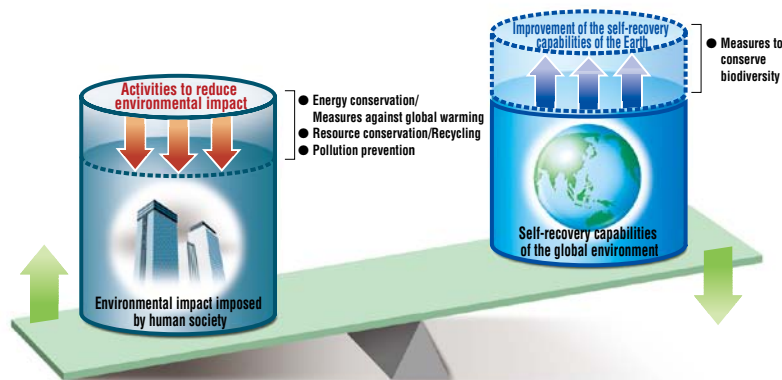 Improvement of the self-recovery
capabilities of the Earth
● Measures to
conserve
biodiversity
Activities to reduce
environmental impact
● Energy conservation/
Measures against global warming
● Resource conservation/Recycling
● Pollution prevention
Self-recovery capabilities
of the global environment
Environmental impact imposed
by human society